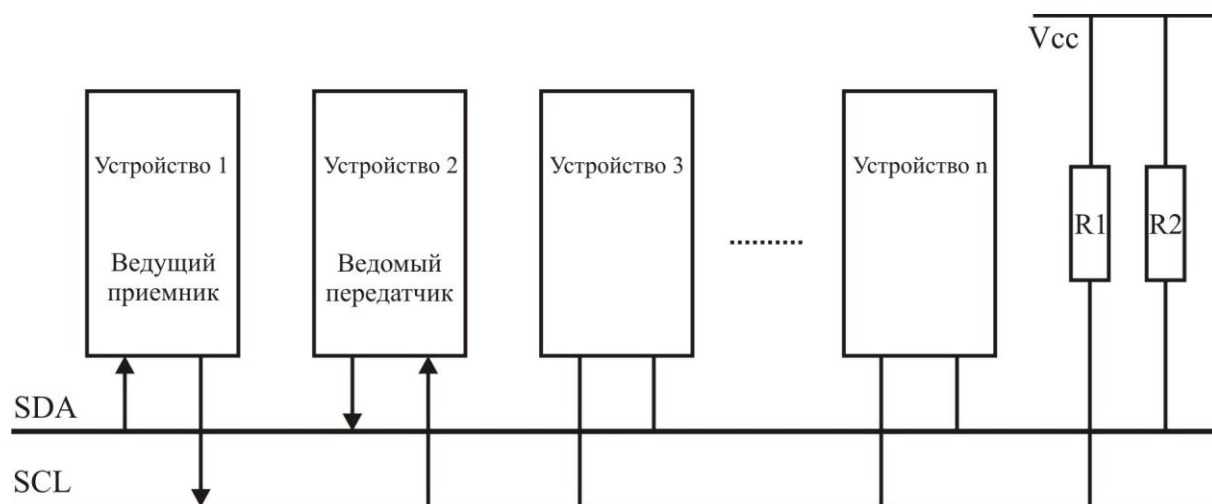 Vcc
Устройство 1
Устройство 2
Устройство 3
Устройство n
..........
Ведущий
приемник
Ведомый
передатчик
R1
R2
SDA
SCL